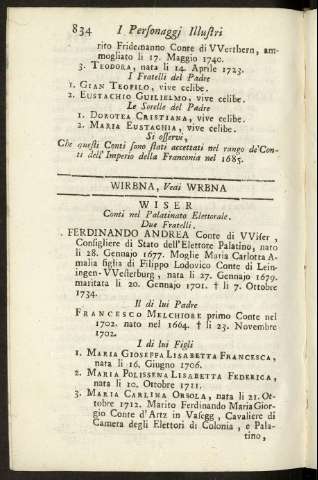 834 I Personaggj Illustri
rito Fridemanno Conte di VVerthern, am-
mogliato li 17. Maggio 1740.
3. TEODORA, nata li 14. Aprile 1723.
I Fratelli del Padre
1. GIAN TEOFILO, vive celibe.
2. EUSTACHIO GUGLIELMO, vive celibe.
Le Sorelle del Padre
1. DOROTEA CRISTIANA, vive celibe.
2. MARIA EUSTACHIA, vive celibe.
Si osservi,
Che questi Conti sono stati accettati nel rango de'Con-
ti dell'Imperio della Franconia nel 1685.
WIRBNA, Vedi WRBNA
WISER
Conti nel Palatinato Elettorale.
Due Fratelli.
. FERDINANDO ANDREA Conte di VViser,
Consigliere di Stato dell'Elettore Palatino, nato
li 28. Gennajo 1677. Moglie Maria Carlotta A-
malia figlia di Filippo Lodovico Conte di Lein-
ingen-VVesterburg, nata li 27. Gennajo 1679.
maritata li 20. Gennajo 1701. † li 7. Ottobre
1734.
Il di lui Padre
FRANCESCO MELCHIORE primo Conte nel
1702. nato nel 1664. † li 23. Novembre
1702.
I di lui Figli
1. MARIA GIOSEFFA LISABETTA FRANCESCA,
nata li 16. Giugno 1706.
2. MARIA POLISSENA LISABETTA FEDERICA,
nata li 10. Ottobre 1711.
3. MARIA CARLINA ORSOLA, nata li 21. Ot-
tobre 1712. Marito Ferdinando Maria Gior-
gio Conte d'Artz in Vasegg, Cavaliere di
Camera degli Elettori di Colonia, e Pala-
tino,